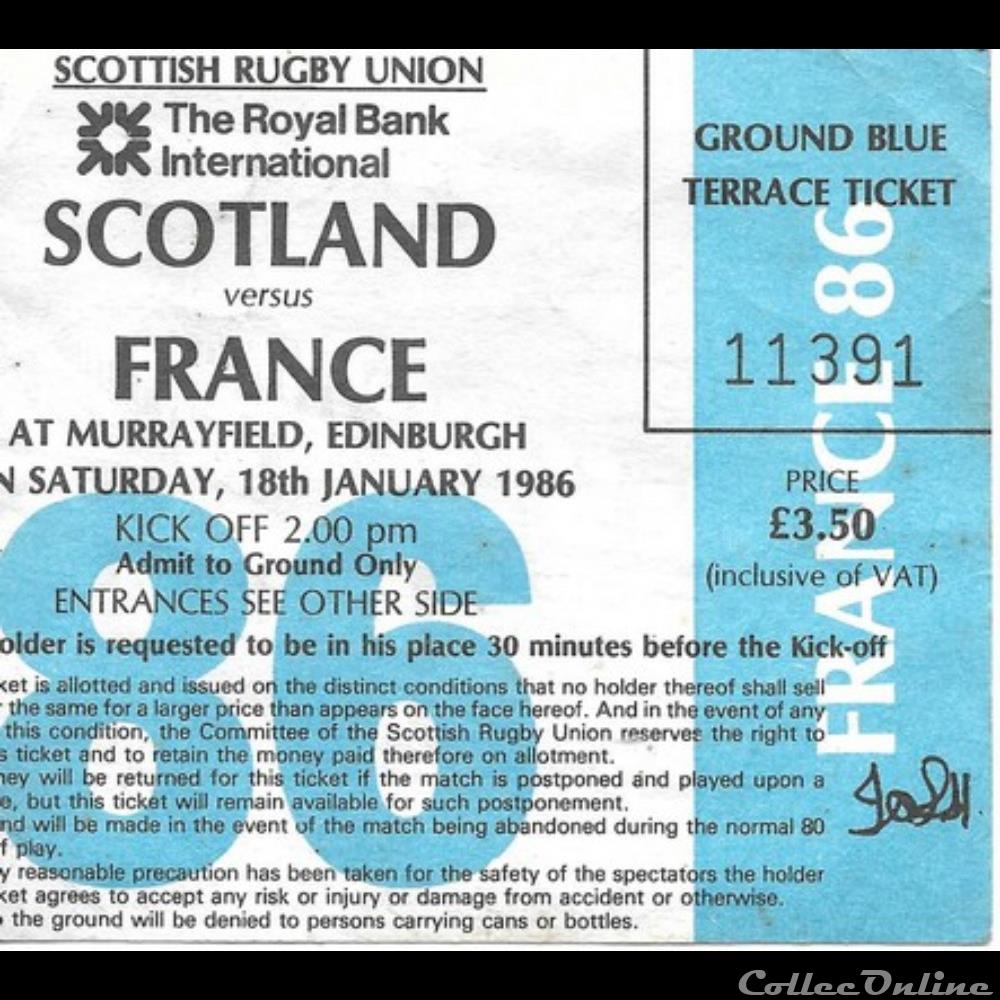 SCOTTISH RUGBY UNION
The Royal Bank
International
SCOTLAND
versus
FRANCE
AT MURRAYFIELD, EDINBURGH
N SATURDAY, 18th JANUARY 1986
KICK OFF 2.00 pm
Admit to Ground Only
ENTRANCES SEE OTHER SIDE
older is requested to be in his place 30 minutes before the Kick-off
ket is allotted and issued on the distinct conditions that no holder thereof shall sell
r the same for a larger price than appears on the face hereof. And in the event of any
this condition, the Committee of the Scottish Rugby Union reserves the right to
s ticket and to retain the money paid therefore on allotment.
ney will be returned for this ticket if the match is postponed and played upon a
e, but this ticket will remain available for such postponement.
nd will be made in the event of the match being abandoned during the normal 80
f play.
y reasonable precaution has been taken for the safety of the spectators the holder
ket agrees to accept any risk or injury or damage from accident or otherwise.
the ground will be denied to persons carrying cans or bottles.
86
GROUND BLUE
TERRACE TICKET
11391
PRICE
£3.50
(inclusive of VAT)
FRANCE 86
CollecOnline